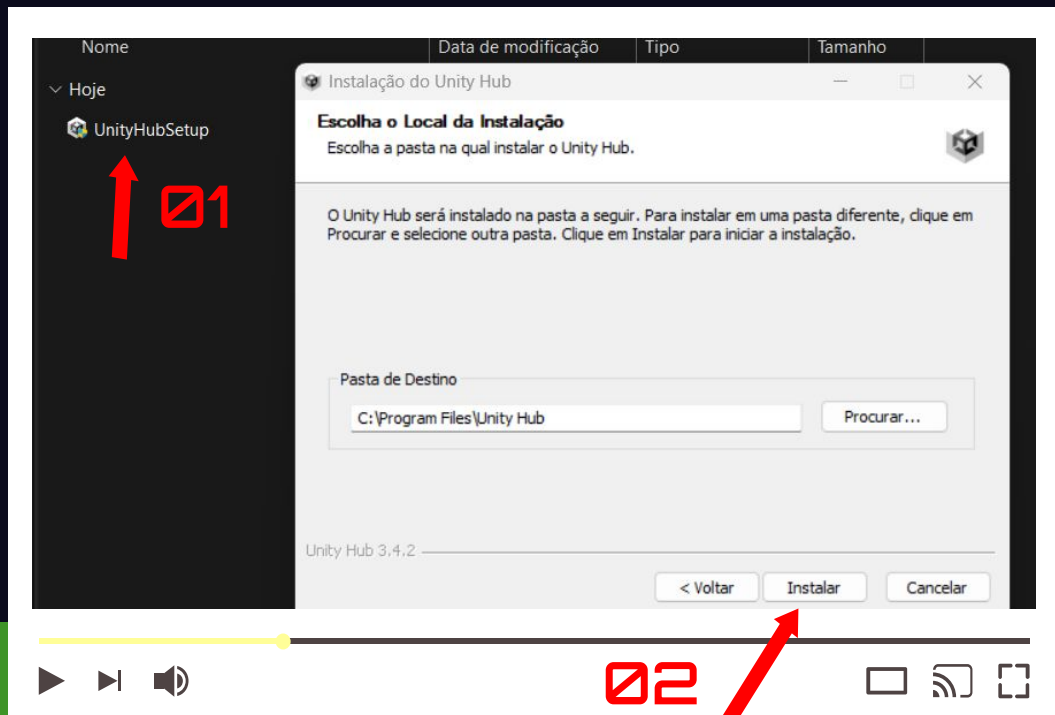 Nome Data de modificação Tipo Tamanho
Hoje
UnityHubSetup
01
Instalação do Unity Hub
Escolha o Local da Instalação
Escolha a pasta na qual instalar o Unity Hub.
O Unity Hub será instalado na pasta a seguir. Para instalar em uma pasta diferente, clique em
Procurar e selecione outra pasta. Clique em Instalar para iniciar a instalação.
Pasta de Destino
C:\Program Files\Unity Hub Procurar...
Unity Hub 3.4.2
< Voltar Instalar Cancelar
02